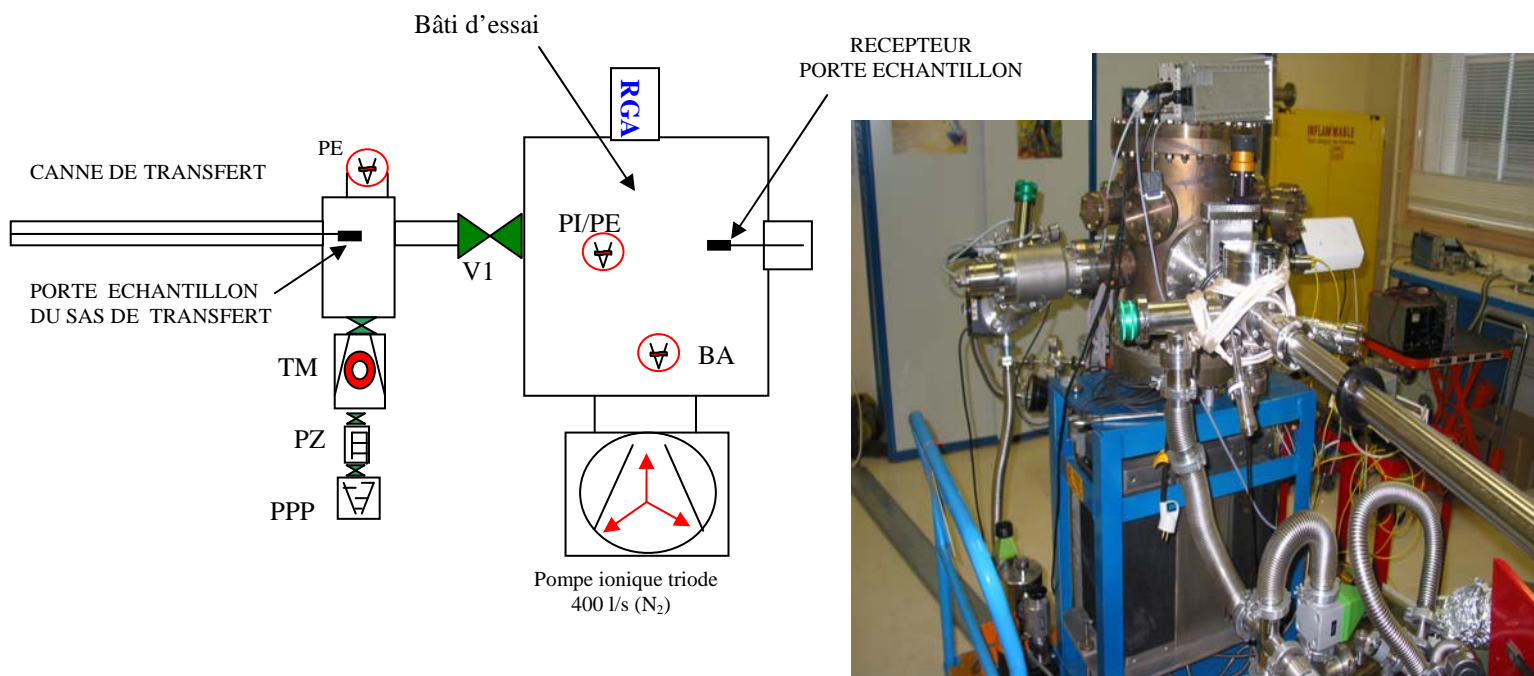 Bâti d'essai
RECEPTEUR
PORTE ECHANTILLON
RGA
PE
CANNE DE TRANSFERT
PI/PE
V1
PORTE ECHANTILLON
DU SAS DE TRANSFERT
BA
TM
PZ
PPP
Pompe ionique triode
400 l/s (N₂)
INFLAMMABLE